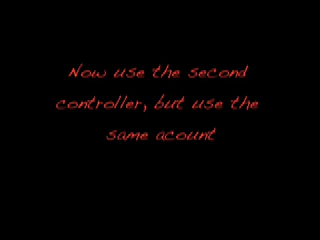 Now use the second
controller, but use the
same acount